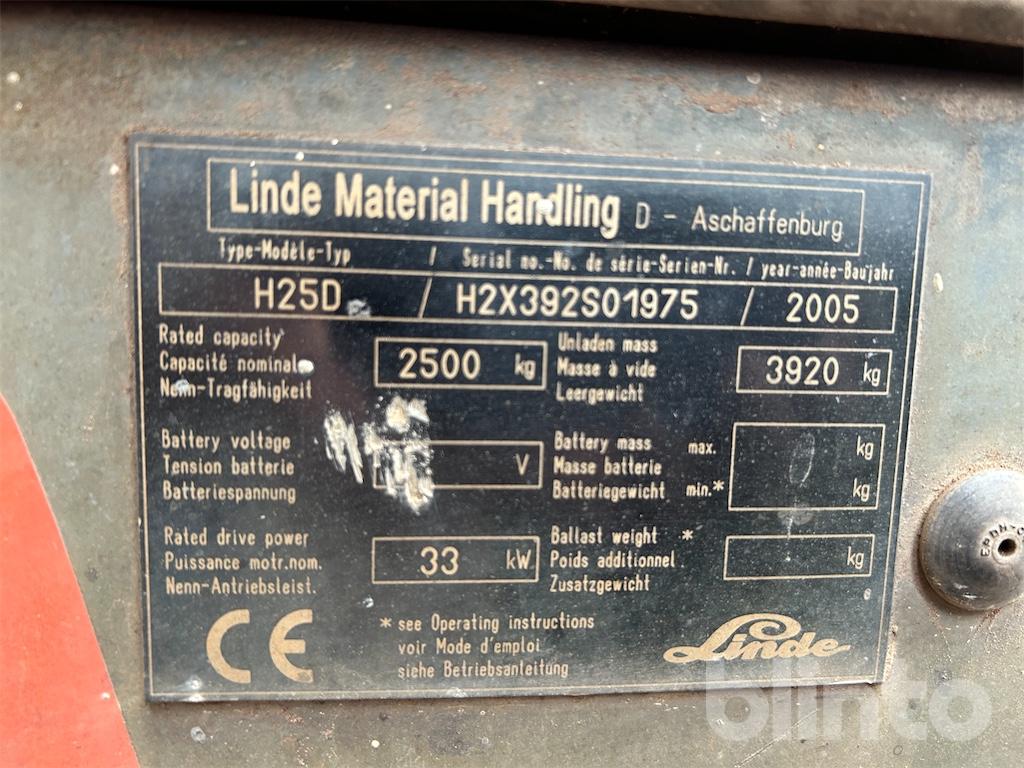 Linde Material Handling D - Aschaffenburg
Type-Modèle-Typ / Serial no.-No. de série-Serien-Nr. / year-année-Baujahr
H25D / H2X392S01975 / 2005
Rated capacity
Capacité nominale
Nenn-Tragfähigkeit
2500 kg
Unladen mass
Masse à vide
Leergewicht
3920 kg
Battery voltage
Tension batterie
Batteriespannung
V
Battery mass max.
Masse batterie
Batteriegewicht min.*
kg
kg
Rated drive power
Puissance motr.nom.
Nenn-Antriebsleist.
33 kW
Ballast weight *
Poids additionnel
Zusatzgewicht
kg
e
CE
* see Operating instructions
voir Mode d'emploi
siehe Betriebsanleitung
Linde
blinto